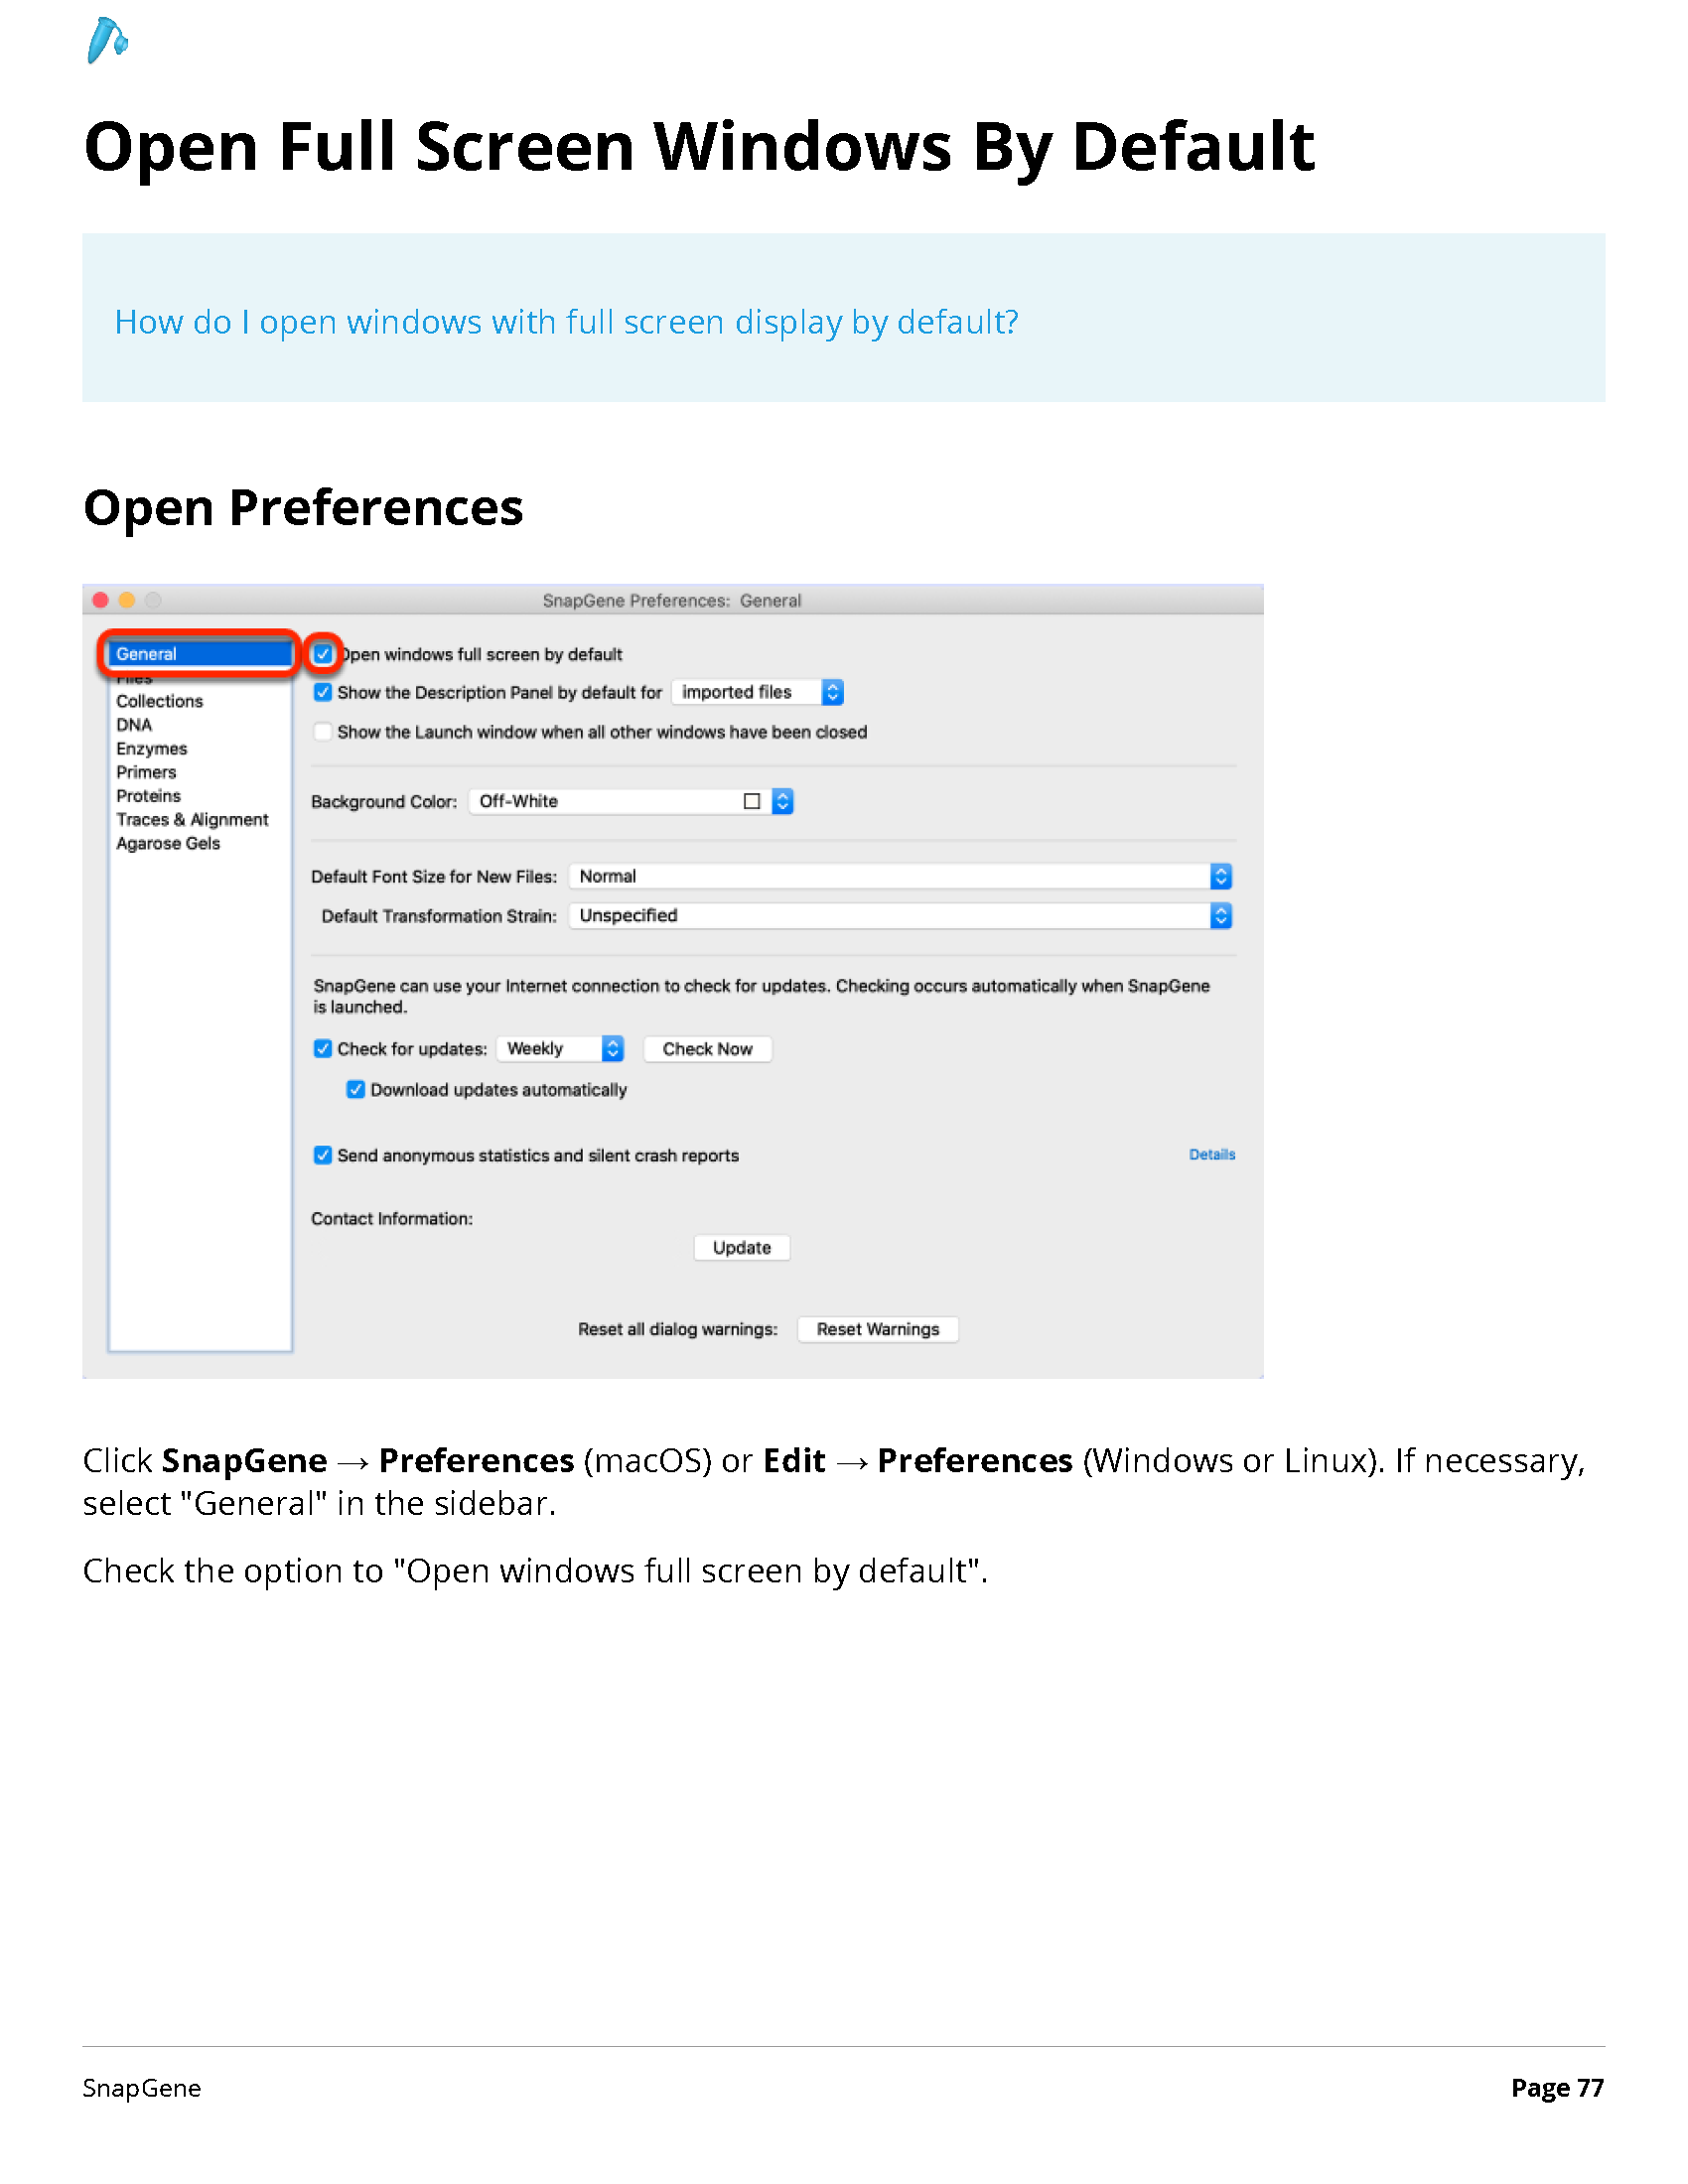 Open Full Screen Windows By Default
How do I open windows with full screen display by default?
Open Preferences
SnapGene Preferences: General
General
Files
Collections
DNA
Enzymes
Primers
Proteins
Traces & Alignment
Agarose Gels
Open windows full screen by default
Show the Description Panel by default for imported files
Show the Launch window when all other windows have been closed
Background Color: Off-White
Default Font Size for New Files: Normal
Default Transformation Strain: Unspecified
SnapGene can use your Internet connection to check for updates. Checking occurs automatically when SnapGene
is launched.
Check for updates: Weekly Check Now
Download updates automatically
Send anonymous statistics and silent crash reports Details
Contact Information:
Update
Reset all dialog warnings: Reset Warnings
Click SnapGene → Preferences (macOS) or Edit → Preferences (Windows or Linux). If necessary,
select "General" in the sidebar.
Check the option to "Open windows full screen by default".
SnapGene Page 77